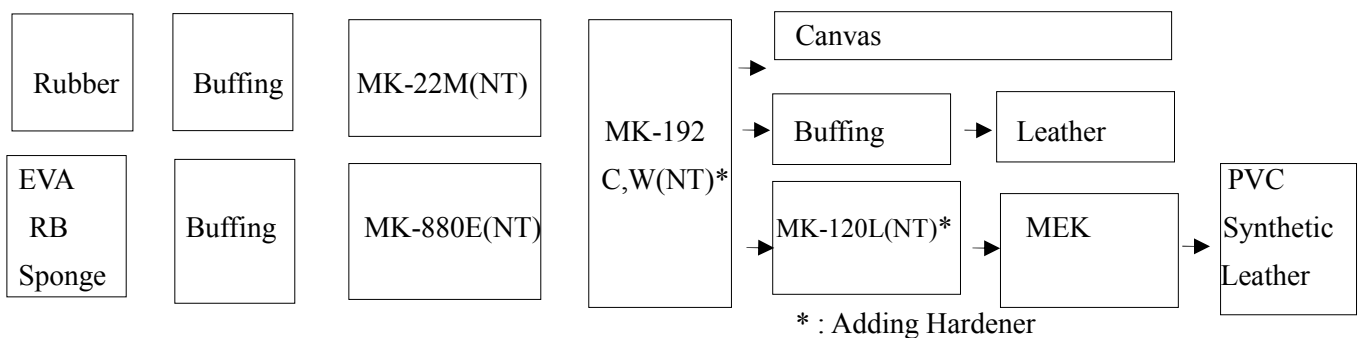 Canvas
Rubber
Buffing
MK-22M(NT)
MK-192
C,W(NT)*
Buffing
Leather
EVA
RB
Sponge
Buffing
MK-880E(NT)
MK-120L(NT)*
MEK
PVC
Synthetic
Leather
* : Adding Hardener